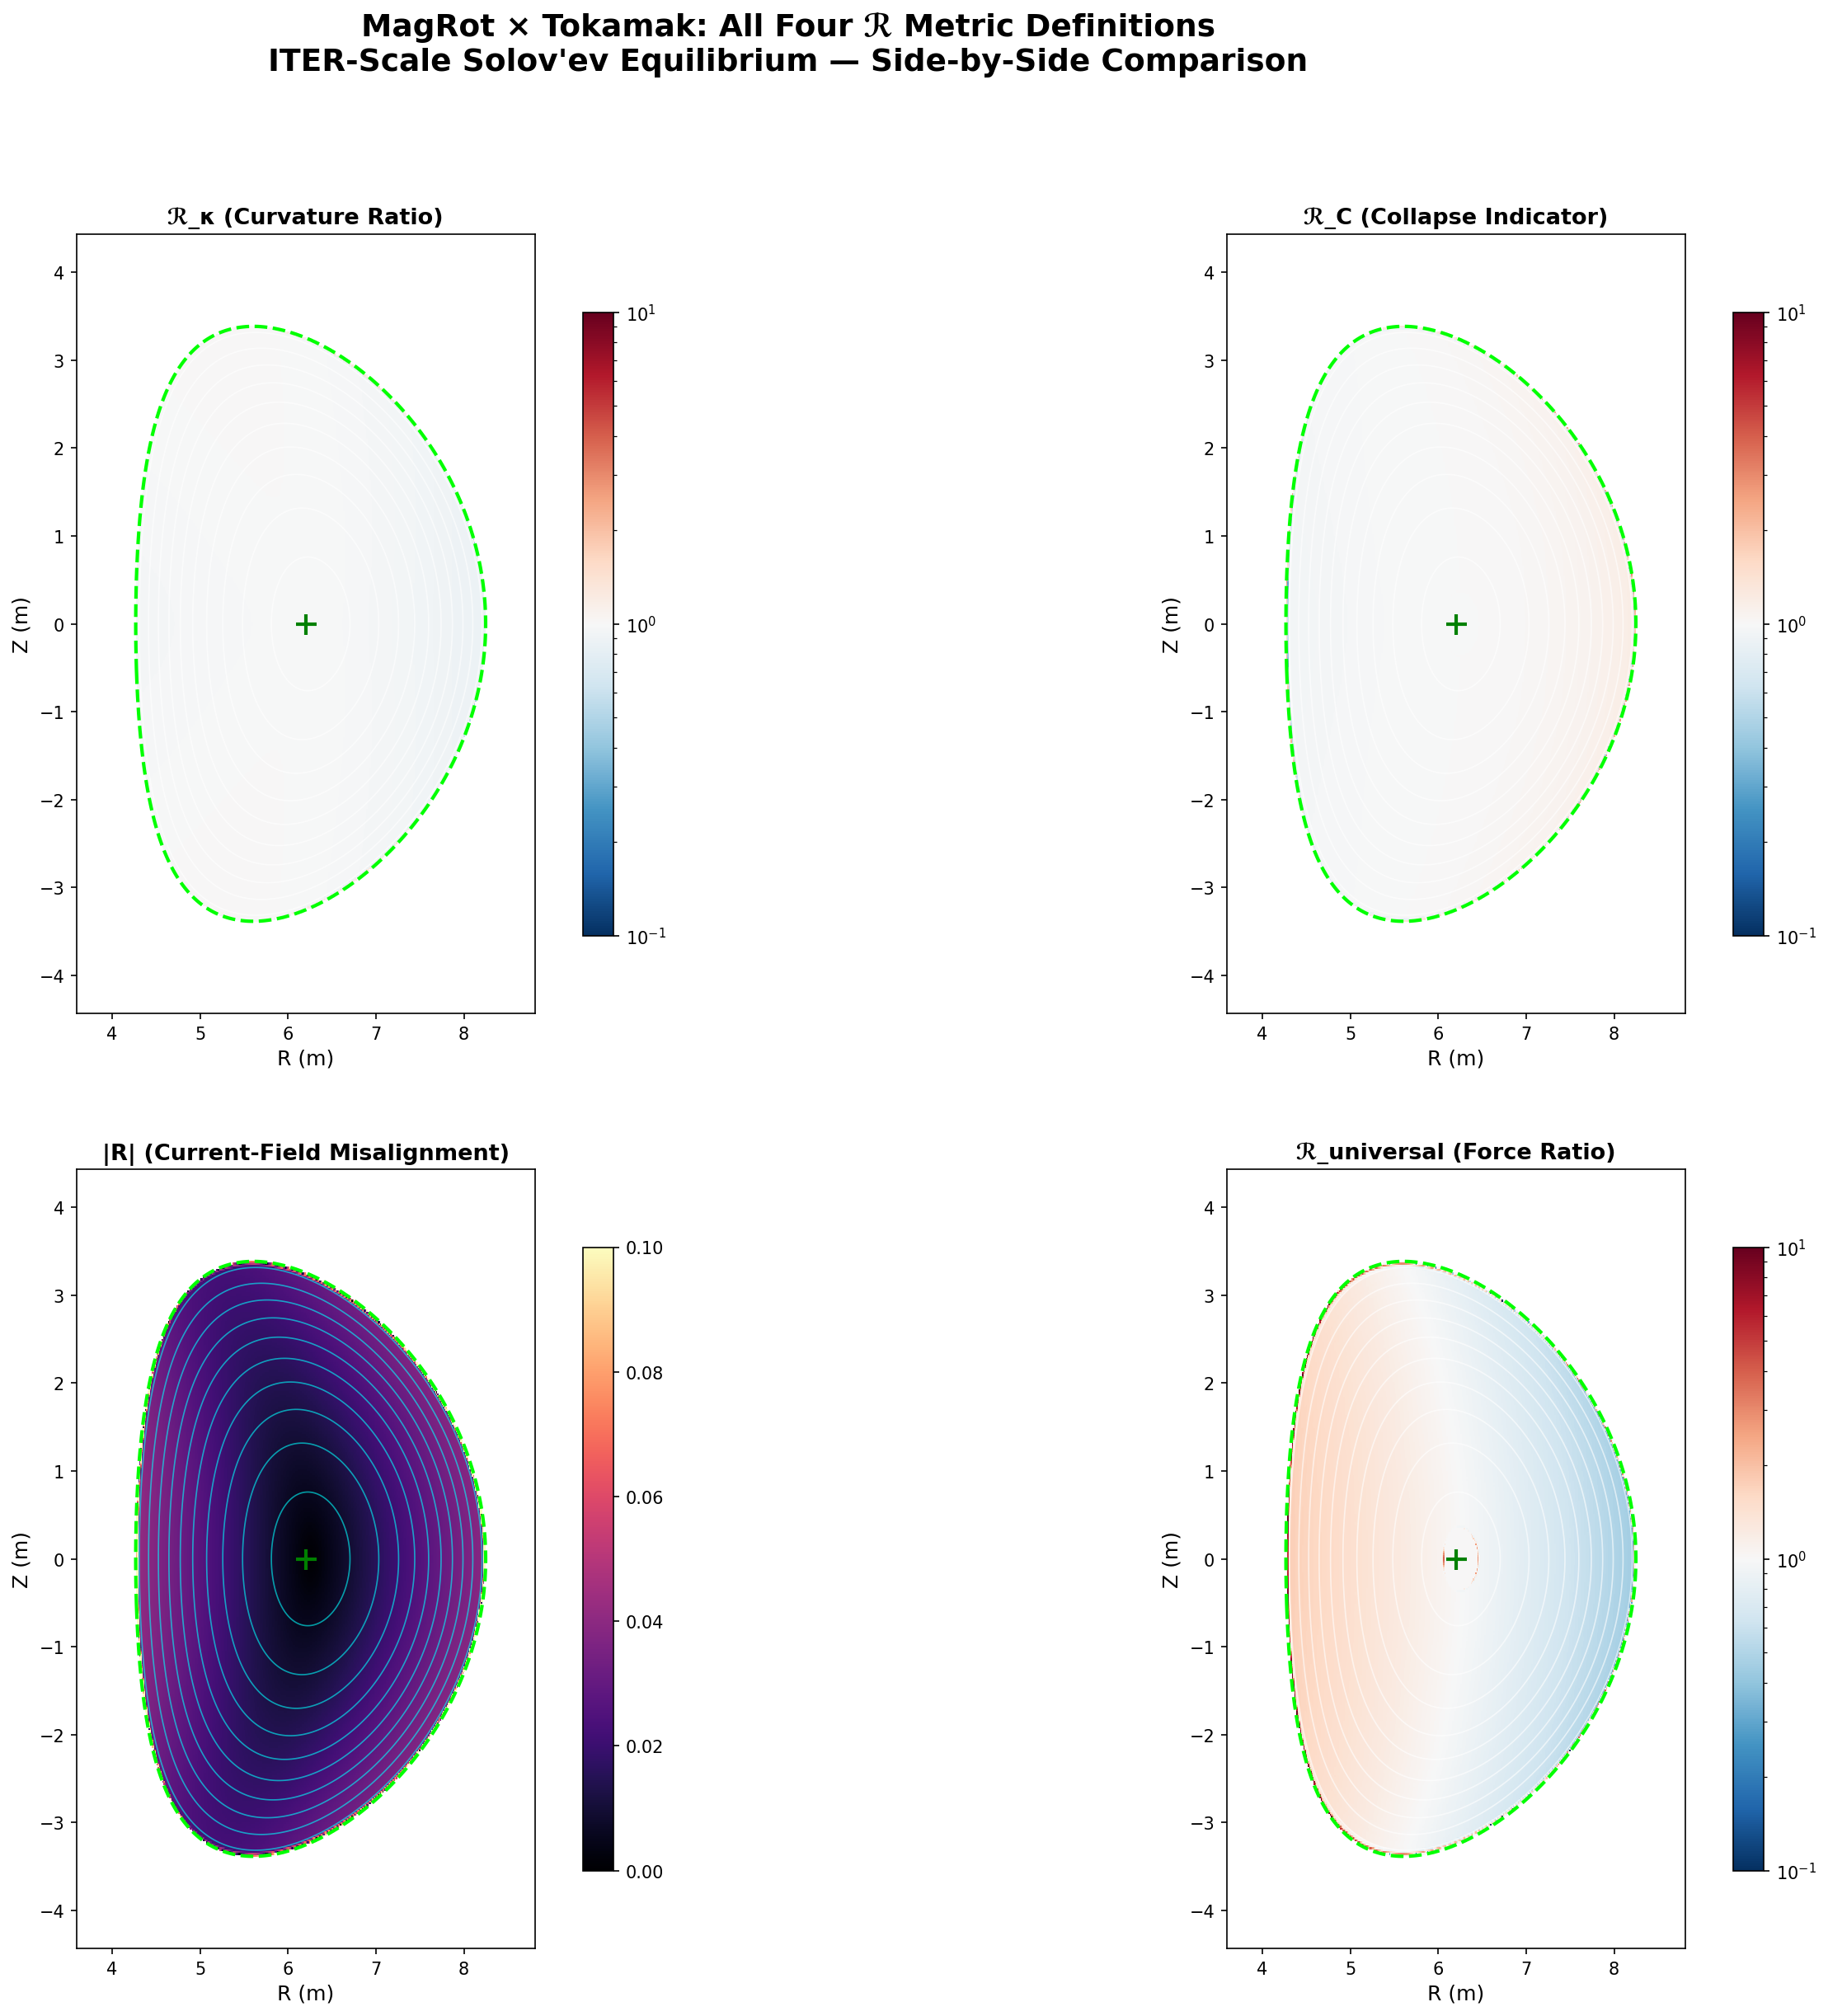 MagRot × Tokamak: All Four ℛ Metric Definitions
ITER-Scale Solov'ev Equilibrium — Side-by-Side Comparison
ℛ_κ (Curvature Ratio)
4
3
2
1
0
−1
−2
−3
−4
Z (m)
4 5 6 7 8
R (m)
10¹
10⁰
10⁻¹
ℛ_C (Collapse Indicator)
4
3
2
1
0
−1
−2
−3
−4
Z (m)
4 5 6 7 8
R (m)
10¹
10⁰
10⁻¹
|R| (Current-Field Misalignment)
4
3
2
1
0
−1
−2
−3
−4
Z (m)
4 5 6 7 8
R (m)
0.10
0.08
0.06
0.04
0.02
0.00
ℛ_universal (Force Ratio)
4
3
2
1
0
−1
−2
−3
−4
Z (m)
4 5 6 7 8
R (m)
10¹
10⁰
10⁻¹